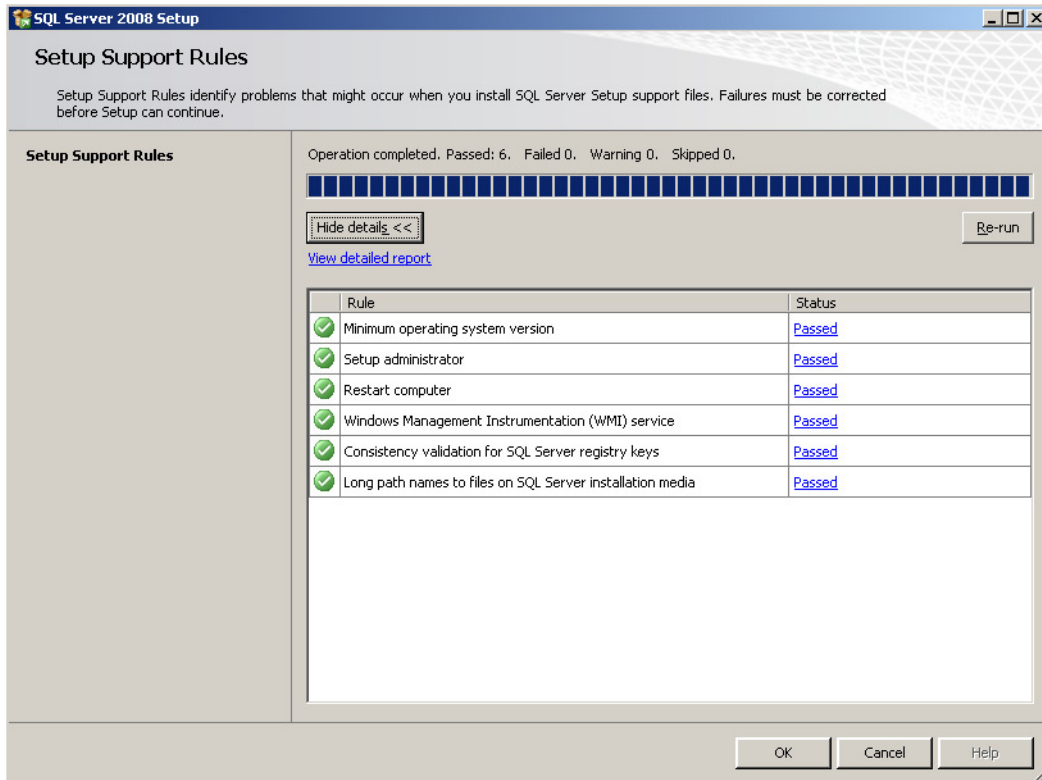 SQL Server 2008 Setup
Setup Support Rules
Setup Support Rules identify problems that might occur when you install SQL Server Setup support files. Failures must be corrected
before Setup can continue.
Setup Support Rules
Operation completed. Passed: 6. Failed 0. Warning 0. Skipped 0.
Hide details <<
Re-run
View detailed report
Rule Status
Minimum operating system version Passed
Setup administrator Passed
Restart computer Passed
Windows Management Instrumentation (WMI) service Passed
Consistency validation for SQL Server registry keys Passed
Long path names to files on SQL Server installation media Passed
OK Cancel Help